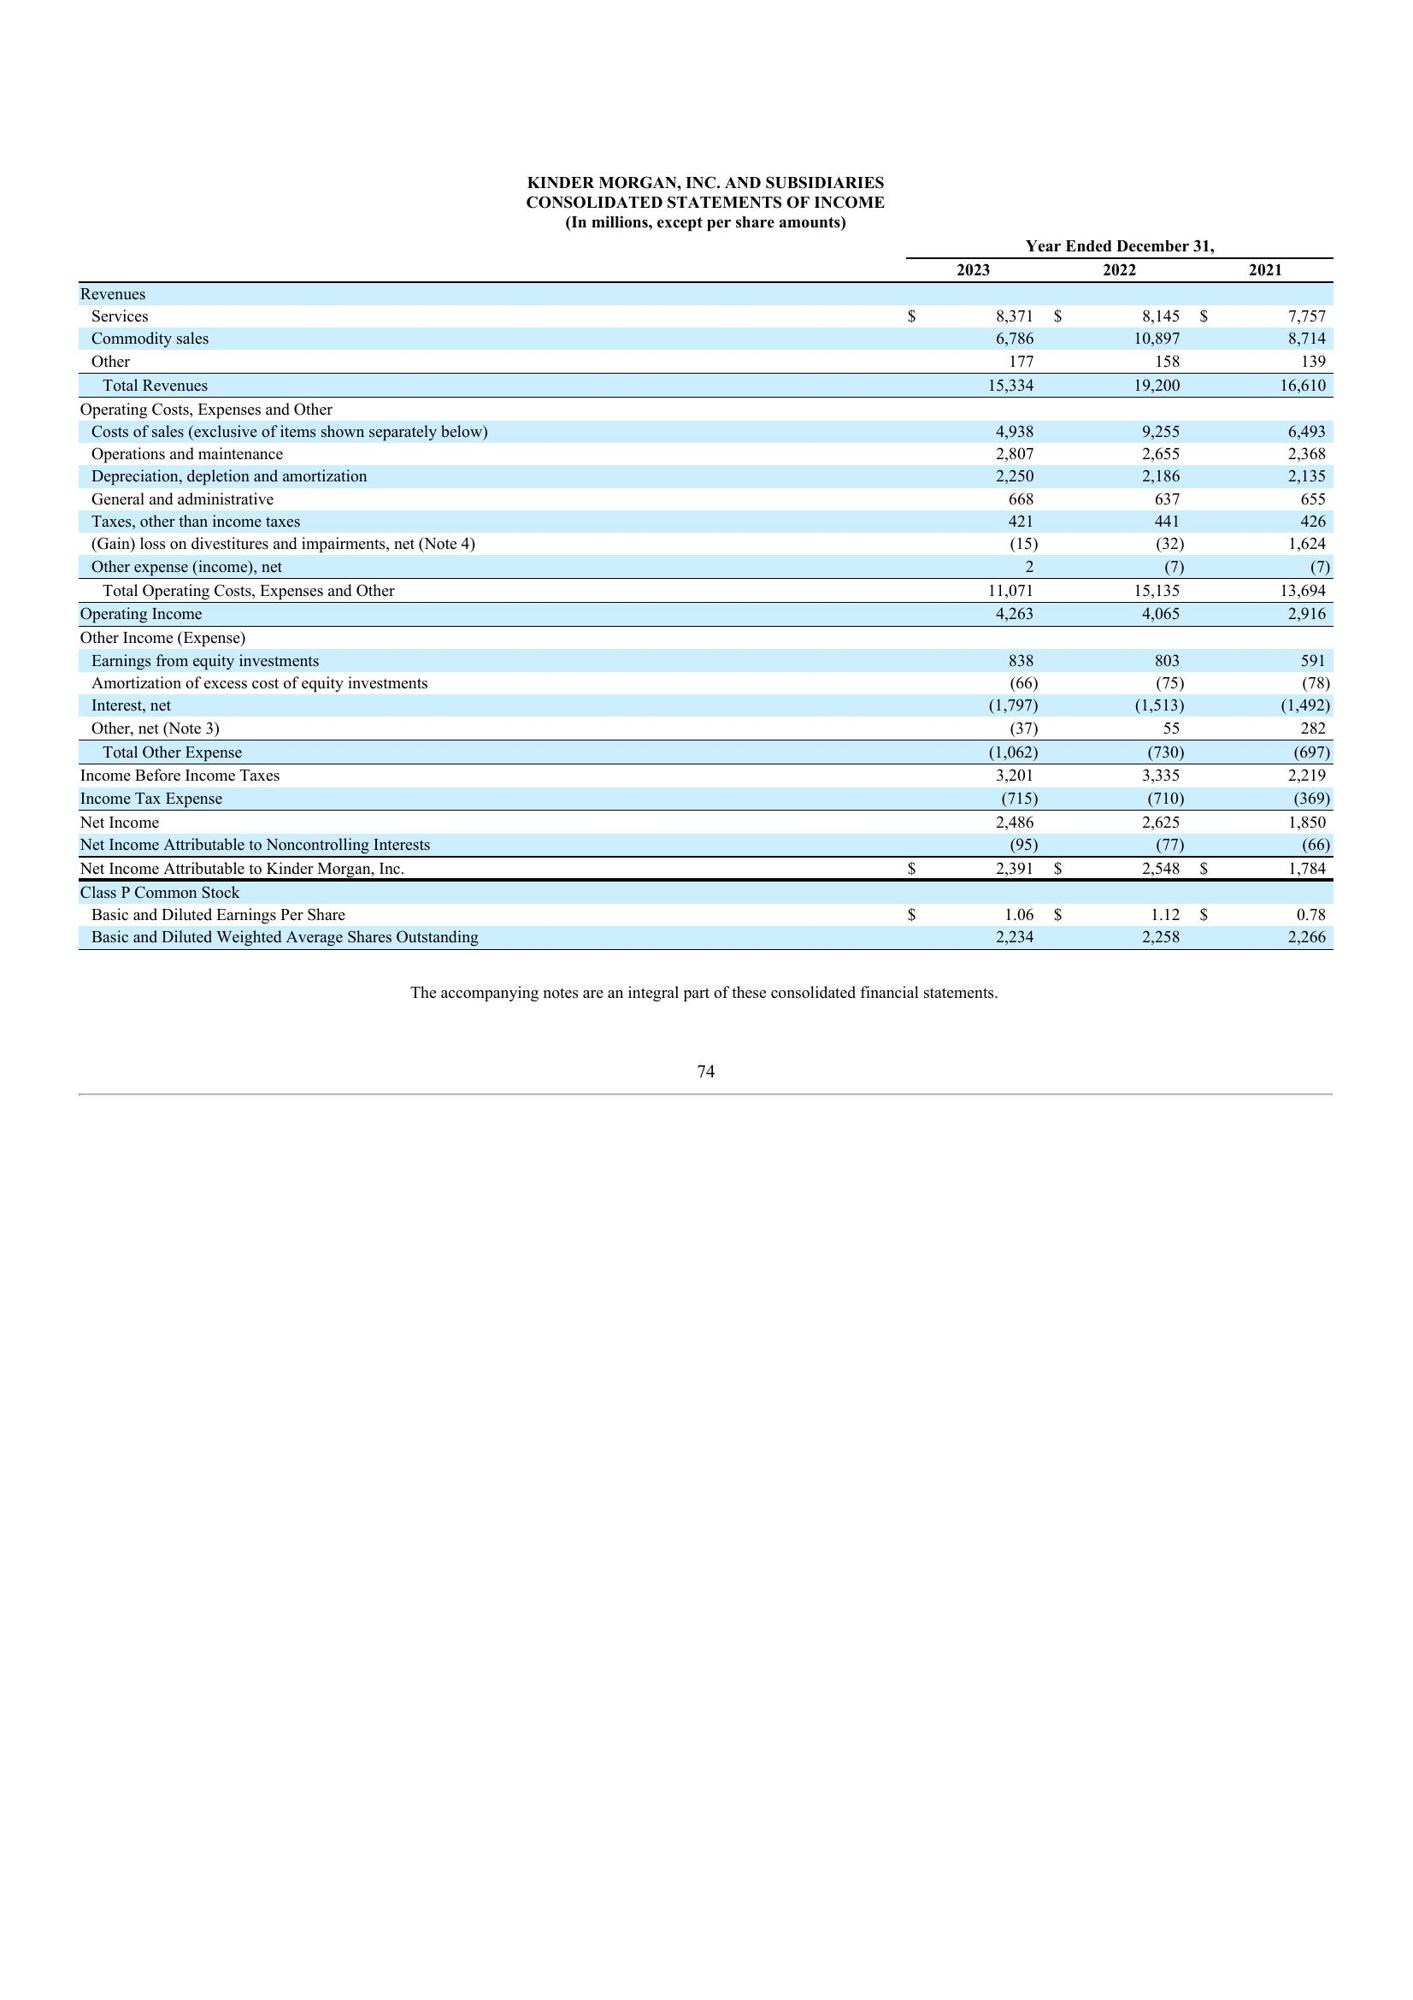 KINDER MORGAN, INC. AND SUBSIDIARIES
CONSOLIDATED STATEMENTS OF INCOME
(In millions, except per share amounts)
Year Ended December 31,
2023 2022 2021
Revenues
Services $ 8,371 $ 8,145 $ 7,757
Commodity sales 6,786 10,897 8,714
Other 177 158 139
Total Revenues 15,334 19,200 16,610
Operating Costs, Expenses and Other
Costs of sales (exclusive of items shown separately below) 4,938 9,255 6,493
Operations and maintenance 2,807 2,655 2,368
Depreciation, depletion and amortization 2,250 2,186 2,135
General and administrative 668 637 655
Taxes, other than income taxes 421 441 426
(Gain) loss on divestitures and impairments, net (Note 4) (15) (32) 1,624
Other expense (income), net 2 (7) (7)
Total Operating Costs, Expenses and Other 11,071 15,135 13,694
Operating Income 4,263 4,065 2,916
Other Income (Expense)
Earnings from equity investments 838 803 591
Amortization of excess cost of equity investments (66) (75) (78)
Interest, net (1,797) (1,513) (1,492)
Other, net (Note 3) (37) 55 282
Total Other Expense (1,062) (730) (697)
Income Before Income Taxes 3,201 3,335 2,219
Income Tax Expense (715) (710) (369)
Net Income 2,486 2,625 1,850
Net Income Attributable to Noncontrolling Interests (95) (77) (66)
Net Income Attributable to Kinder Morgan, Inc. $ 2,391 $ 2,548 $ 1,784
Class P Common Stock
Basic and Diluted Earnings Per Share $ 1.06 $ 1.12 $ 0.78
Basic and Diluted Weighted Average Shares Outstanding 2,234 2,258 2,266
The accompanying notes are an integral part of these consolidated financial statements.
74